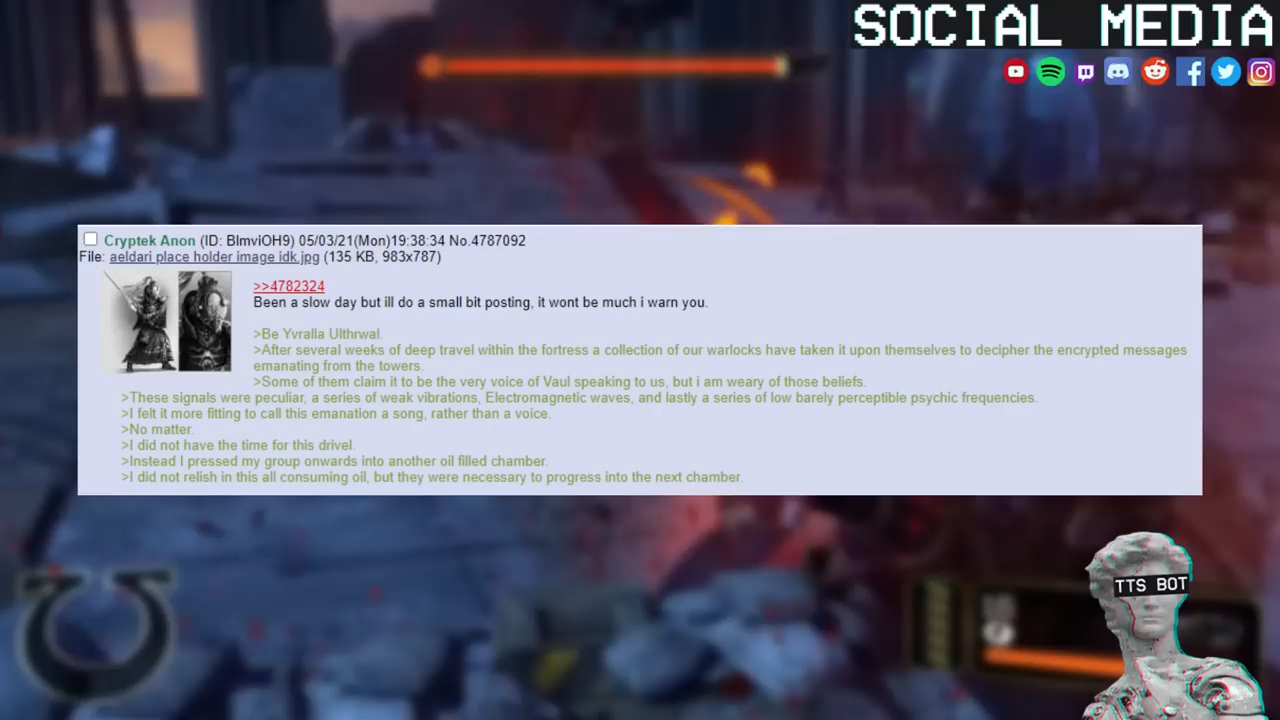 SOCIAL MEDIA
Cryptek Anon (ID: BlmviOH9) 05/03/21(Mon)19:38:34 No.4787092
File: aeldari place holder image idk.jpg (135 KB, 983x787)
>>4782324
Been a slow day but ill do a small bit posting, it wont be much i warn you.
>Be Yvralla Ulthrwal.
>After several weeks of deep travel within the fortress a collection of our warlocks have taken it upon themselves to decipher the encrypted messages
emanating from the towers.
>Some of them claim it to be the very voice of Vaul speaking to us, but i am weary of those beliefs.
>These signals were peculiar, a series of weak vibrations, Electromagnetic waves, and lastly a series of low barely perceptible psychic frequencies.
>I felt it more fitting to call this emanation a song, rather than a voice.
>No matter.
>I did not have the time for this drivel.
>Instead I pressed my group onwards into another oil filled chamber.
>I did not relish in this all consuming oil, but they were necessary to progress into the next chamber.
TTS BOT